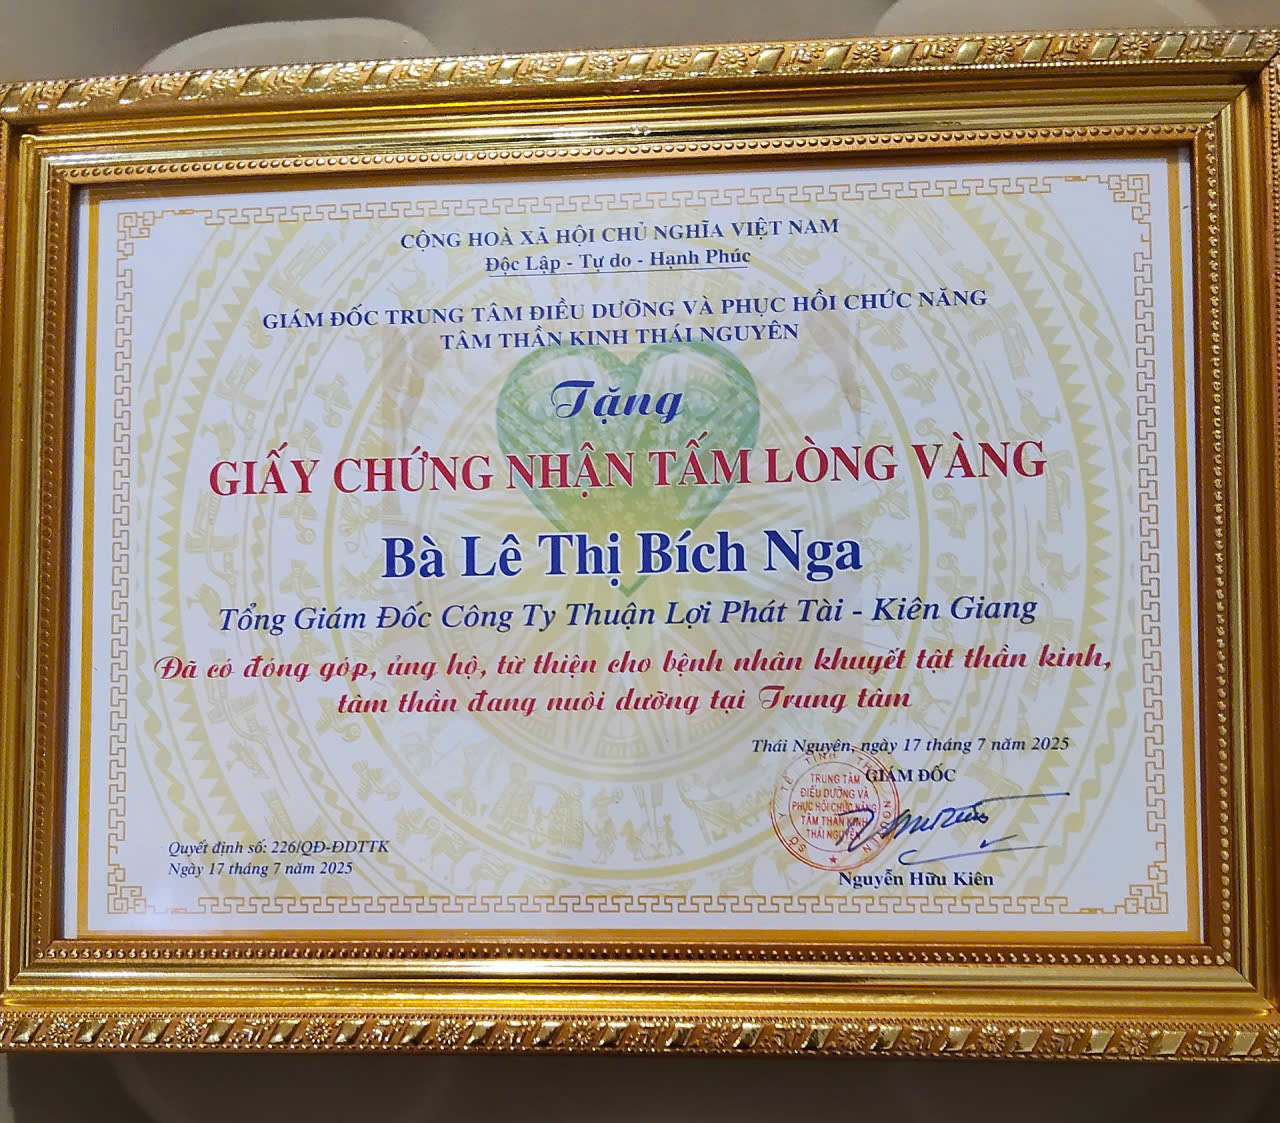 CỘNG HOÀ XÃ HỘI CHỦ NGHĨA VIỆT NAM
Độc Lập - Tự do - Hạnh Phúc
GIÁM ĐỐC TRUNG TÂM ĐIỀU DƯỠNG VÀ PHỤC HỒI CHỨC NĂNG
TÂM THẦN KINH THÁI NGUYÊN
Tặng
GIẤY CHỨNG NHẬN TẤM LÒNG VÀNG
Bà Lê Thị Bích Nga
Tổng Giám Đốc Công Ty Thuận Lợi Phát Tài - Kiên Giang
Đã có đóng góp, ủng hộ, từ thiện cho bệnh nhân khuyết tật thần kinh,
tâm thần đang nuôi dưỡng tại Trung tâm
Thái Nguyên, ngày 17 tháng 7 năm 2025
GIÁM ĐỐC
SỞ Y TẾ TỈNH
TRUNG TÂM
ĐIỀU DƯỠNG VÀ
PHỤC HỒI CHỨC NĂNG
TÂM THẦN KINH
THÁI NGUYÊN
Quyết định số: 226/QĐ-ĐDTTK
Ngày 17 tháng 7 năm 2025
Nguyễn Hữu Kiên